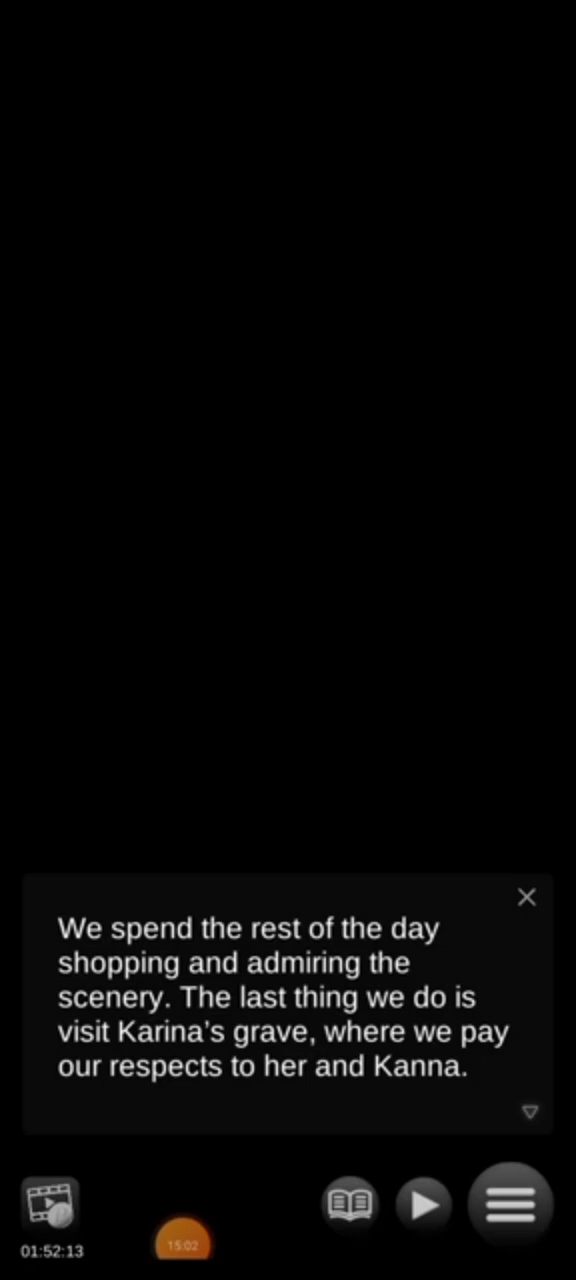 We spend the rest of the day
shopping and admiring the
scenery. The last thing we do is
visit Karina's grave, where we pay
our respects to her and Kanna.
15:02
01:52:13